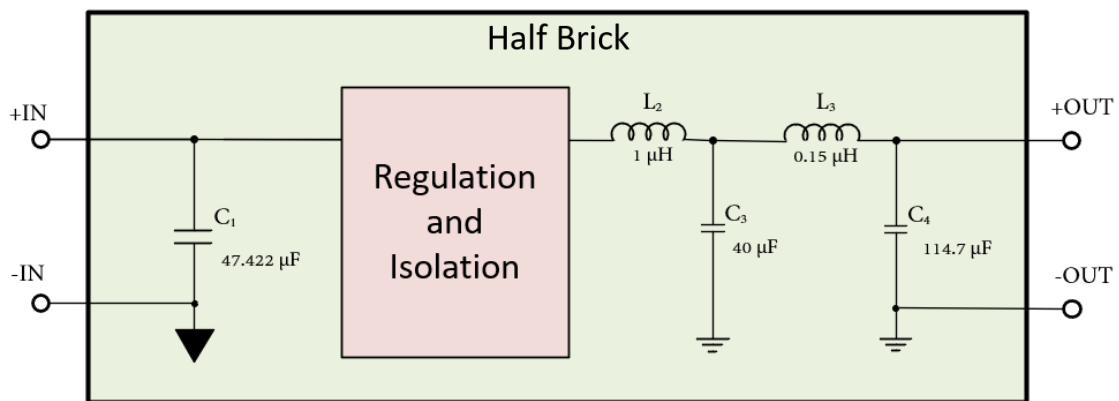 Half Brick
+IN
-IN
C₁
47.422 µF
Regulation
and
Isolation
L₂
1 µH
L₃
0.15 µH
C₃
40 µF
C₄
114.7 µF
+OUT
-OUT